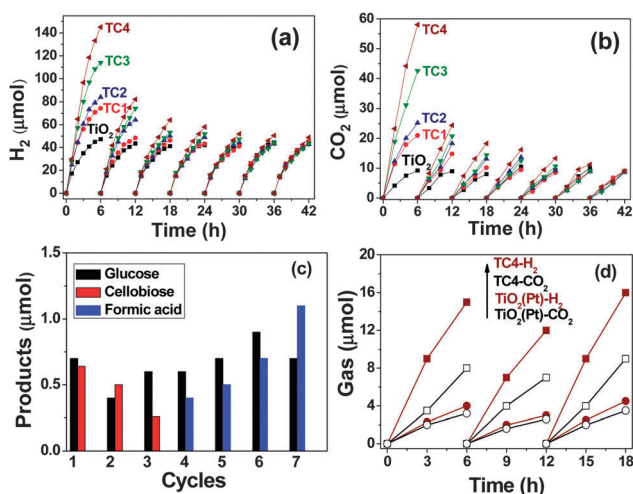 (a)
H₂ (μmol)
140
120
100
80
60
40
20
0
TC4
TC3
TC2
TC1
TiO₂
0 6 12 18 24 30 36 42
Time (h)
(b)
CO₂ (μmol)
60
50
40
30
20
10
0
TC4
TC3
TC2
TC1
TiO₂
0 6 12 18 24 30 36 42
Time (h)
(c)
Products (μmol)
1.5
1.0
0.5
0.0
Glucose
Cellobiose
Formic acid
1 2 3 4 5 6 7
Cycles
(d)
Gas (μmol)
20
16
12
8
4
0
TC4-H₂
TC4-CO₂
TiO₂(Pt)-H₂
TiO₂(Pt)-CO₂
0 3 6 9 12 15 18
Time (h)